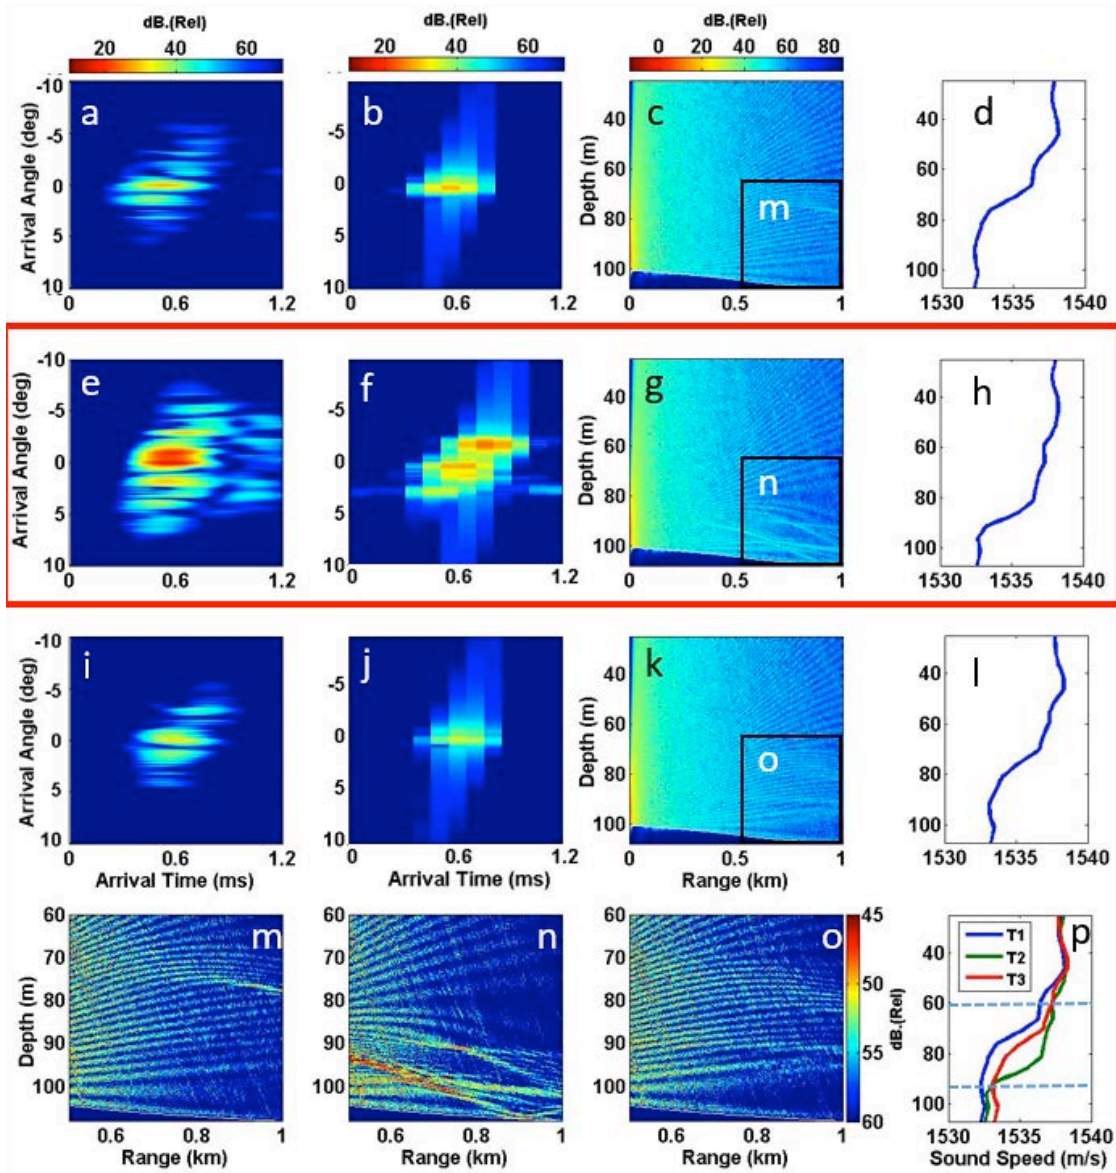 dB.(Rel) dB.(Rel) dB.(Rel)
20 40 60 20 40 60 0 20 40 60 80
-10
-5
0
5
10
Arrival Angle (deg)
a
0 0.6 1.2
-5
0
5
10
b
0 0.6 1.2
40
60
80
100
Depth (m)
c
m
0 0.5 1
40
60
80
100
d
1530 1535 1540
-10
-5
0
5
10
Arrival Angle (deg)
e
0 0.6 1.2
-10
-5
0
5
10
f
0 0.6 1.2
40
60
80
100
Depth (m)
g
n
0 0.5 1
40
60
80
100
h
1530 1535 1540
-10
-5
0
5
10
Arrival Angle (deg)
i
0 0.6 1.2
Arrival Time (ms)
-5
0
5
10
j
0 0.6 1.2
Arrival Time (ms)
40
60
80
100
Depth (m)
k
o
0 0.5 1
Range (km)
40
60
80
100
l
1530 1535 1540
60
70
80
90
100
Depth (m)
m
0.6 0.8 1
Range (km)
60
70
80
90
100
n
0.6 0.8 1
Range (km)
60
70
80
90
100
o
0.6 0.8 1
Range (km)
45
50
55
60
dB.(Rel)
40
60
80
100
T1
T2
T3
p
1530 1535 1540
Sound Speed (m/s)